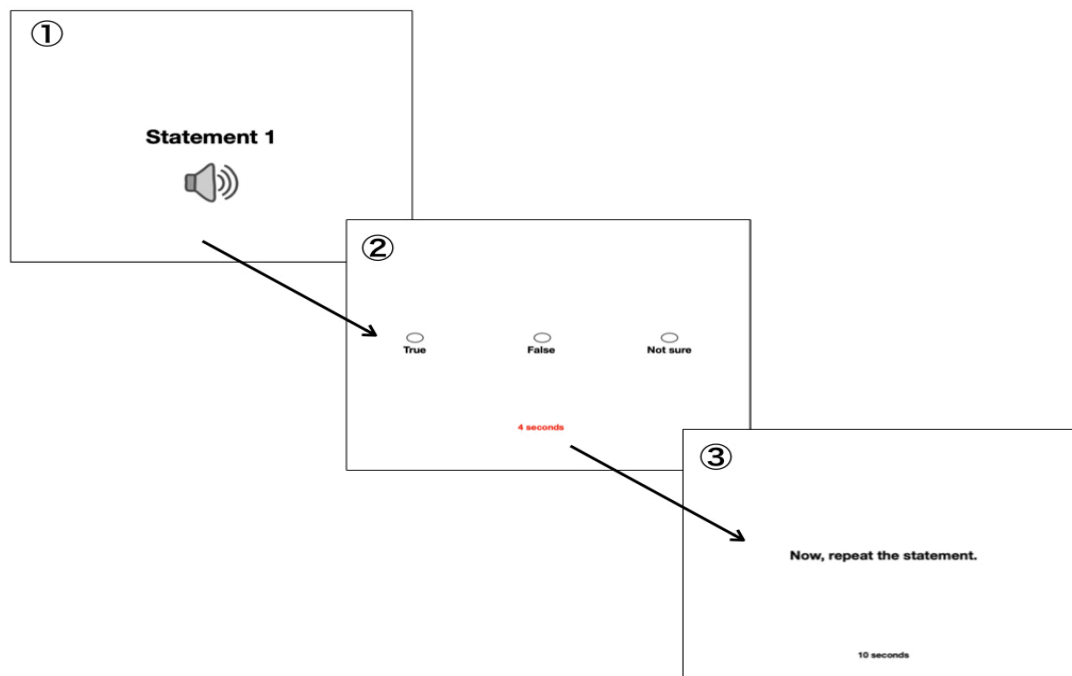 ①
Statement 1
②
True False Not sure
4 seconds
③
Now, repeat the statement.
10 seconds